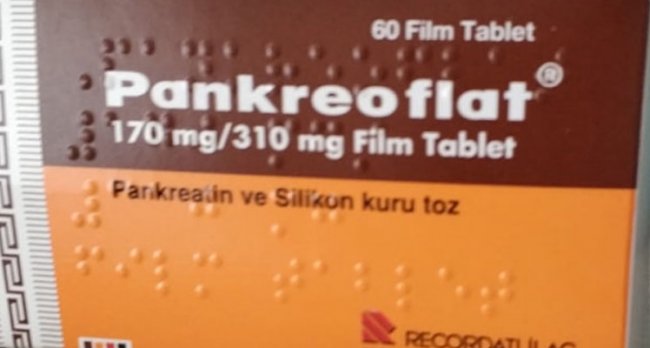 60 Film Tablet
Pankreoflat®
170 mg/310 mg Film Tablet
Pankreatin ve Silikon kuru toz
RECORDATI İLAÇ